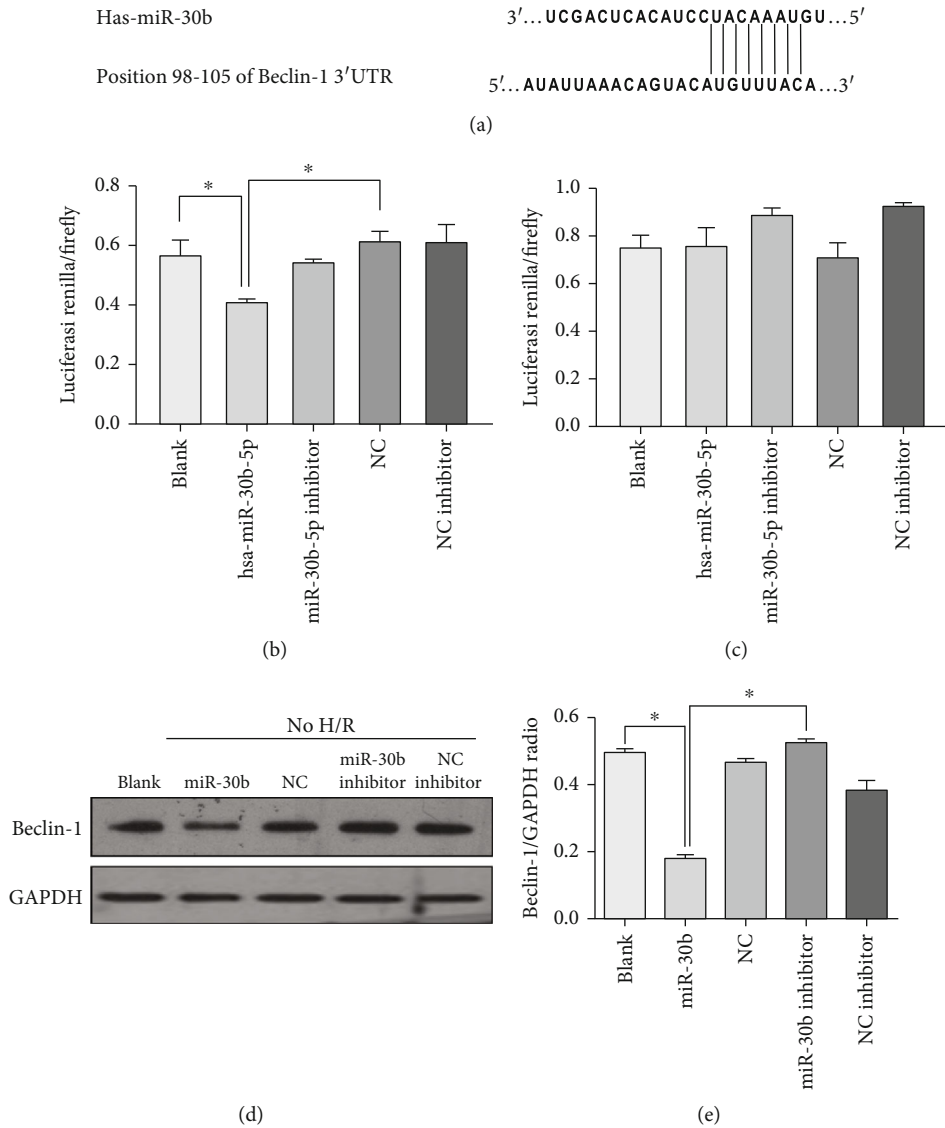 Has-miR-30b
3′...UCGACUCACAUCCUACAAAUGU...5′
Position 98-105 of Beclin-1 3′UTR
5′...AUAUUAAACAGUACAUGUUUACA...3′
(a)
Luciferasi renilla/firefly
0.8
0.6
0.4
0.2
0.0
*
*
Blank
hsa-miR-30b-5p
miR-30b-5p inhibitor
NC
NC inhibitor
(b)
Luciferasi renilla/firefly
1.0
0.8
0.6
0.4
0.2
0.0
Blank
hsa-miR-30b-5p
miR-30b-5p inhibitor
NC
NC inhibitor
(c)
No H/R
Blank
miR-30b
NC
miR-30b
inhibitor
NC
inhibitor
Beclin-1
GAPDH
(d)
Beclin-1/GAPDH radio
0.6
0.4
0.2
0.0
*
*
Blank
miR-30b
NC
miR-30b inhibitor
NC inhibitor
(e)